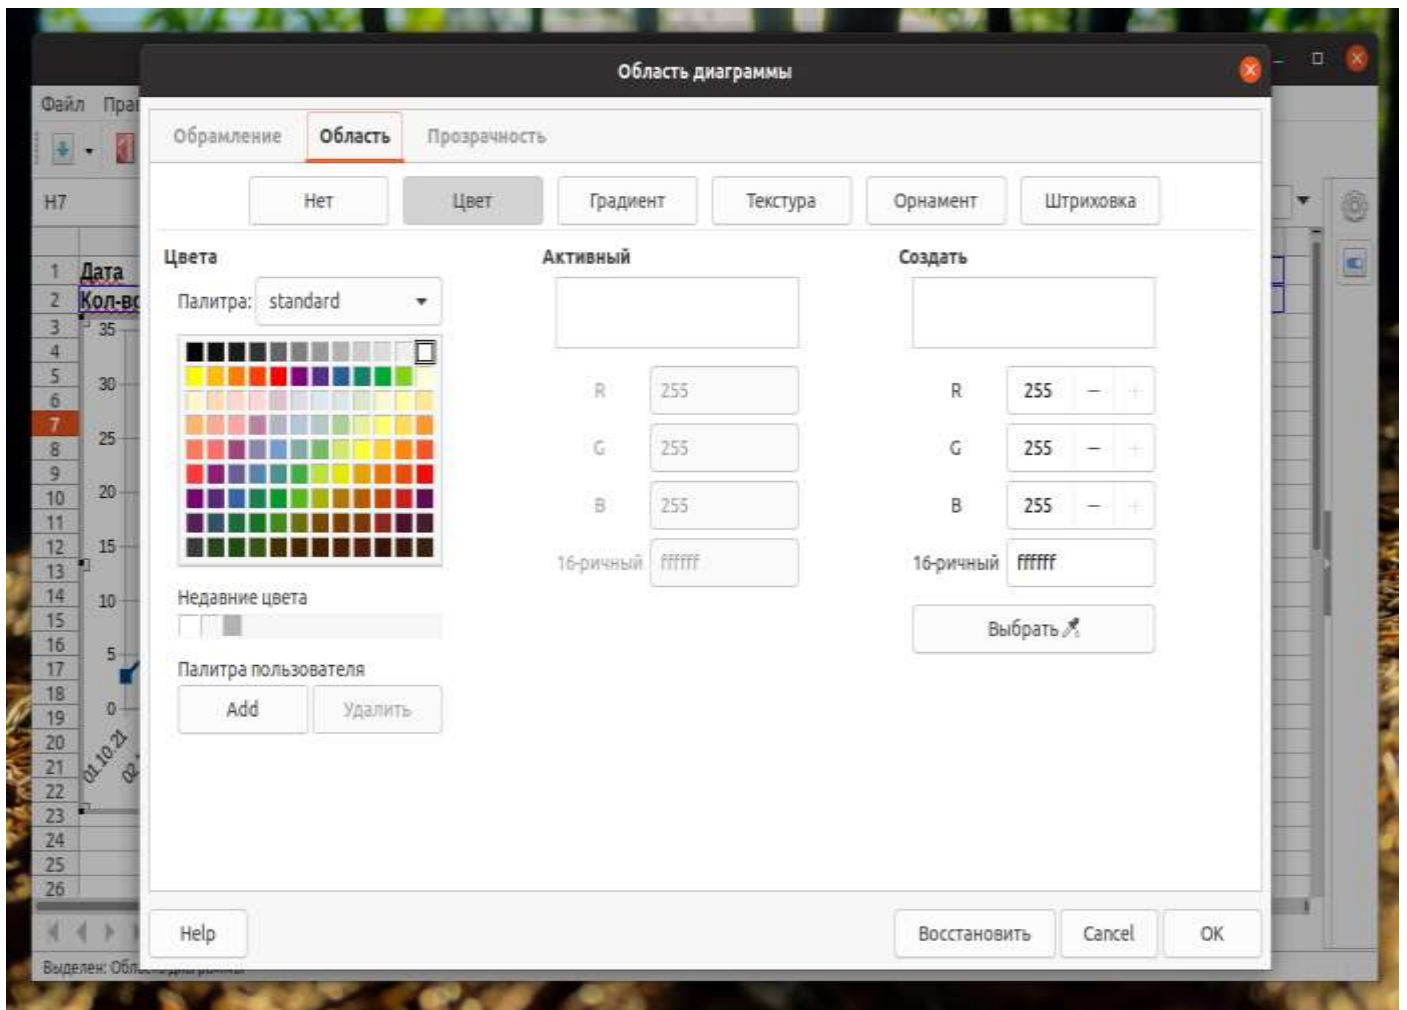 Область диаграммы
Файл
H7
Обрамление Область Прозрачность
Нет Цвет Градиент Текстура Орнамент Штриховка
Цвета Активный Создать
Палитра: standard
R 255 R 255 − +
G 255 G 255 − +
B 255 B 255 − +
16-ричный ffffff 16-ричный ffffff
Выбрать
Недавние цвета
Палитра пользователя
Add Удалить
Help Восстановить Cancel OK
1 Дата
2
3
4
5
6
7
8
9
10
11
12
13
14
15
16
17
18
19
20
21
22
23
24
25
26
35
30
25
20
15
10
5
0
01.10.21
Выделен: